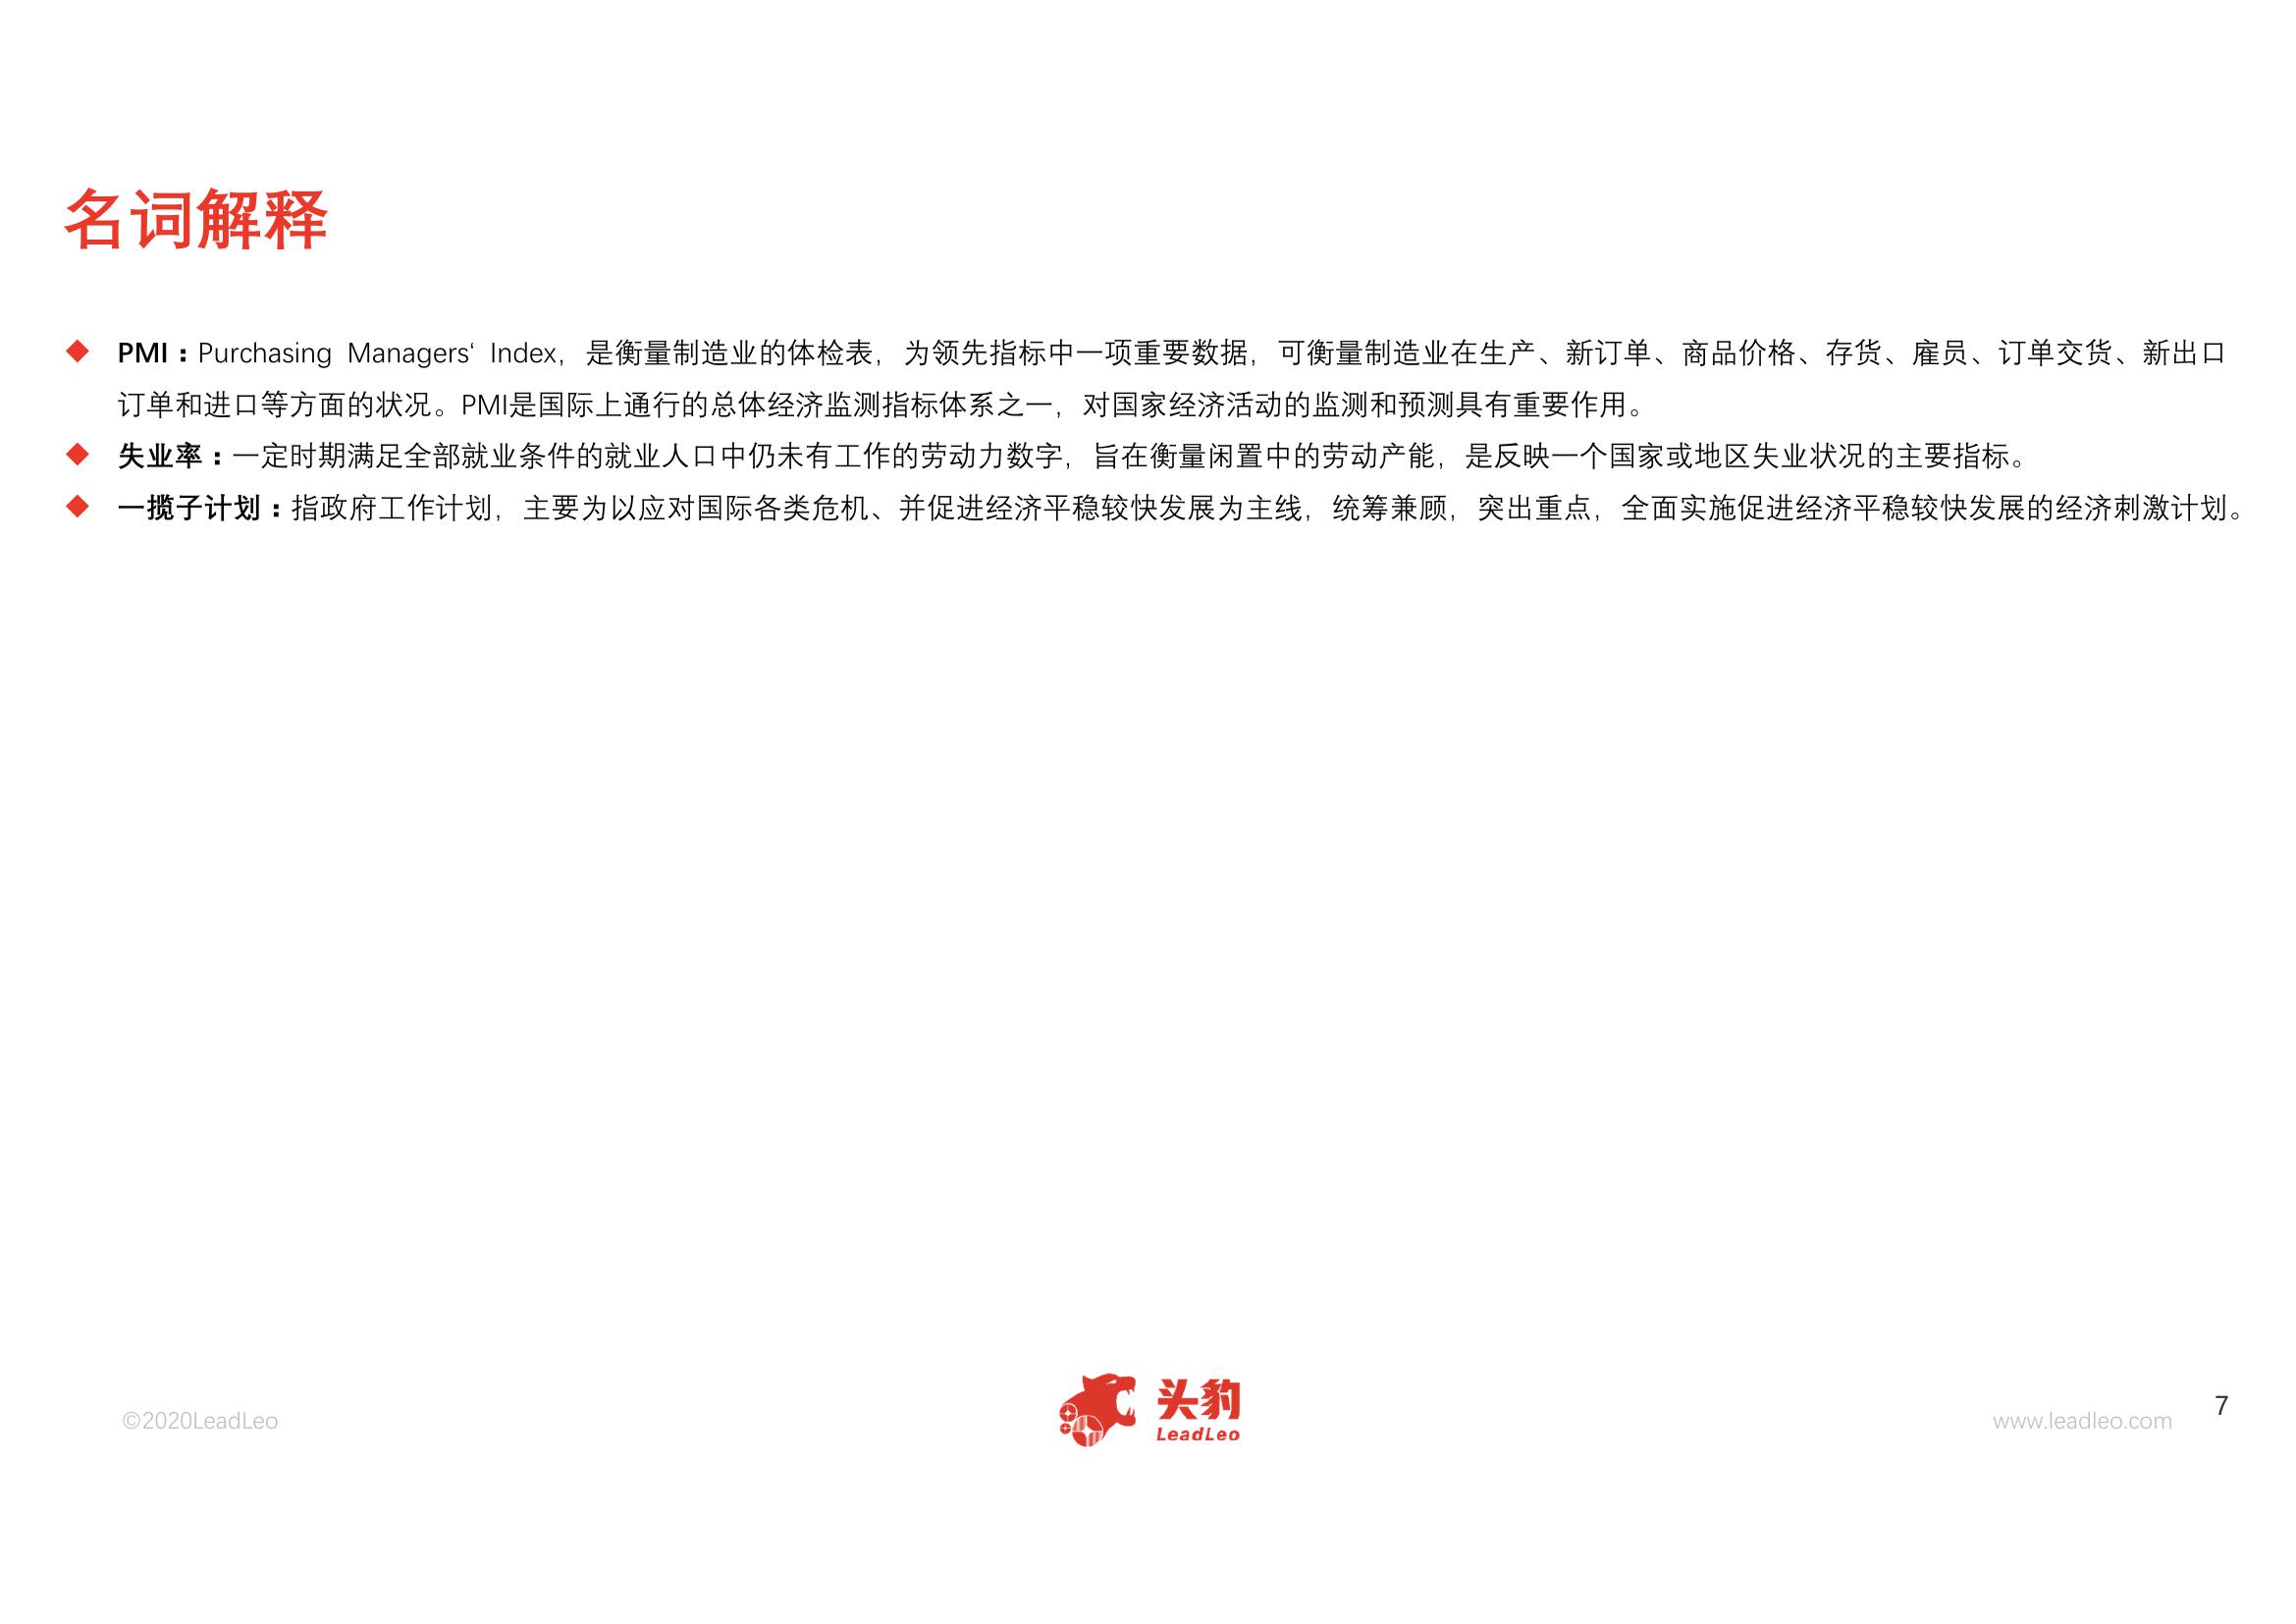 名词解释
◆ PMI：Purchasing Managers‘ Index，是衡量制造业的体检表，为领先指标中一项重要数据，可衡量制造业在生产、新订单、商品价格、存货、雇员、订单交货、新出口
订单和进口等方面的状况。PMI是国际上通行的总体经济监测指标体系之一，对国家经济活动的监测和预测具有重要作用。
◆ 失业率：一定时期满足全部就业条件的就业人口中仍未有工作的劳动力数字，旨在衡量闲置中的劳动产能，是反映一个国家或地区失业状况的主要指标。
◆ 一揽子计划：指政府工作计划，主要为以应对国际各类危机、并促进经济平稳较快发展为主线，统筹兼顾，突出重点，全面实施促进经济平稳较快发展的经济刺激计划。
©2020LeadLeo
头豹
LeadLeo
www.leadleo.com
7